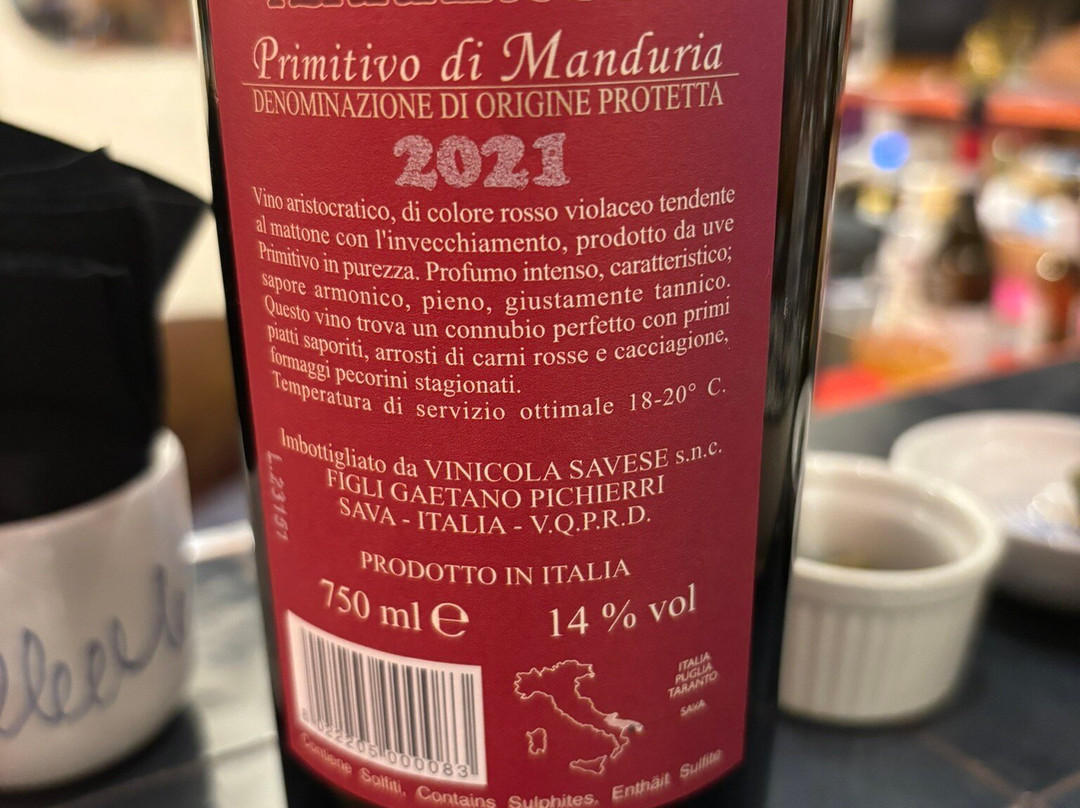 Primitivo di Manduria
DENOMINAZIONE DI ORIGINE PROTETTA
2021
Vino aristocratico, di colore rosso violaceo tendente
al mattone con l'invecchiamento, prodotto da uve
Primitivo in purezza. Profumo intenso, caratteristico;
sapore armonico, pieno, giustamente tannico.
Questo vino trova un connubio perfetto con primi
piatti saporiti, arrosti di carni rosse e cacciagione,
formaggi pecorini stagionati.
Temperatura di servizio ottimale 18-20° C.
Imbottigliato da VINICOLA SAVESE s.n.c.
FIGLI GAETANO PICHIERRI
SAVA - ITALIA - V.Q.P.R.D.
L.23151
PRODOTTO IN ITALIA
750 ml e
14 % vol
ITALIA
PUGLIA
TARANTO
SAVA
8 022205 000083
Contiene Solfiti, Contains Sulphites, Enthält Sulfite